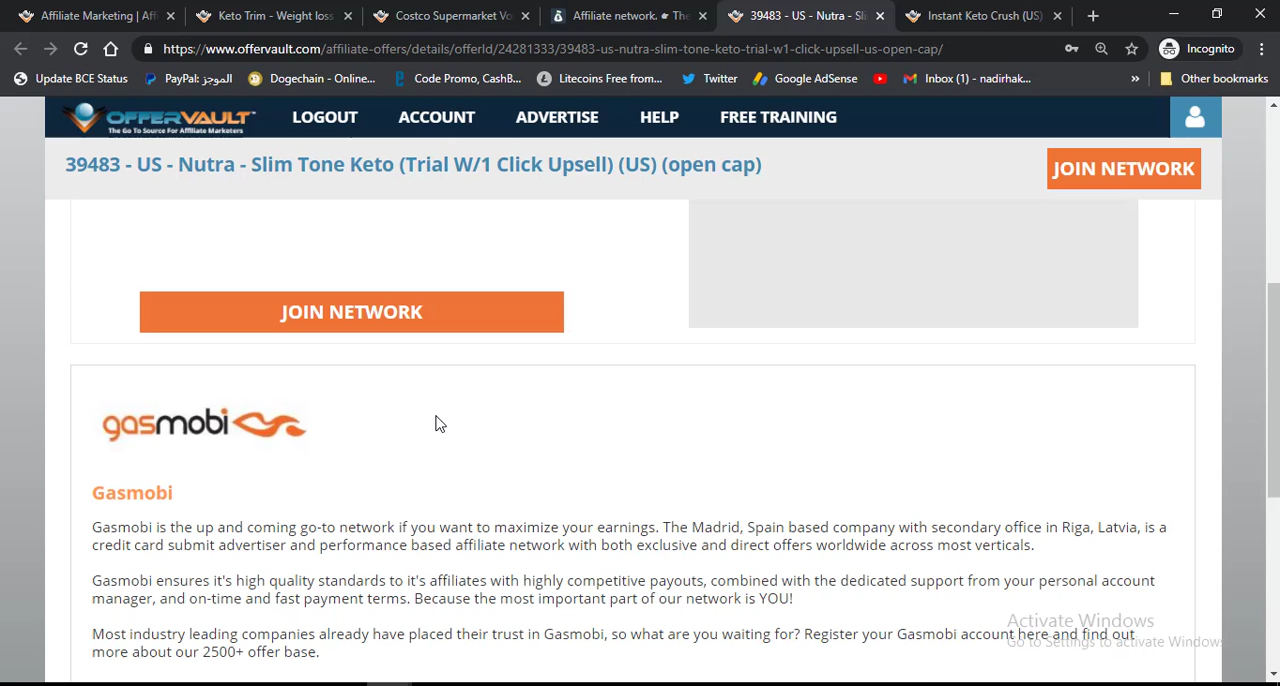 Affiliate Marketing | Aff
Keto Trim - Weight loss
Costco Supermarket Vo
Affiliate network. ☛ The
39483 - US - Nutra - Sli
Instant Keto Crush (US)
https://www.offervault.com/affiliate-offers/details/offerId/24281333/39483-us-nutra-slim-tone-keto-trial-w1-click-upsell-us-open-cap/
Incognito
Update BCE Status
PayPal: الموجز
Dogechain - Online...
Code Promo, CashB...
Litecoins Free from...
Twitter
Google AdSense
Inbox (1) - nadirhak...
»
Other bookmarks
OFFERVAULT
The Go To Source For Affiliate Marketers
LOGOUT
ACCOUNT
ADVERTISE
HELP
FREE TRAINING
39483 - US - Nutra - Slim Tone Keto (Trial W/1 Click Upsell) (US) (open cap)
JOIN NETWORK
JOIN NETWORK
gasmobi
Gasmobi
Gasmobi is the up and coming go-to network if you want to maximize your earnings. The Madrid, Spain based company with secondary office in Riga, Latvia, is a
credit card submit advertiser and performance based affiliate network with both exclusive and direct offers worldwide across most verticals.
Gasmobi ensures it's high quality standards to it's affiliates with highly competitive payouts, combined with the dedicated support from your personal account
manager, and on-time and fast payment terms. Because the most important part of our network is YOU!
Most industry leading companies already have placed their trust in Gasmobi, so what are you waiting for? Register your Gasmobi account here and find out
more about our 2500+ offer base.
Activate Windows
Go to Settings to activate Windows